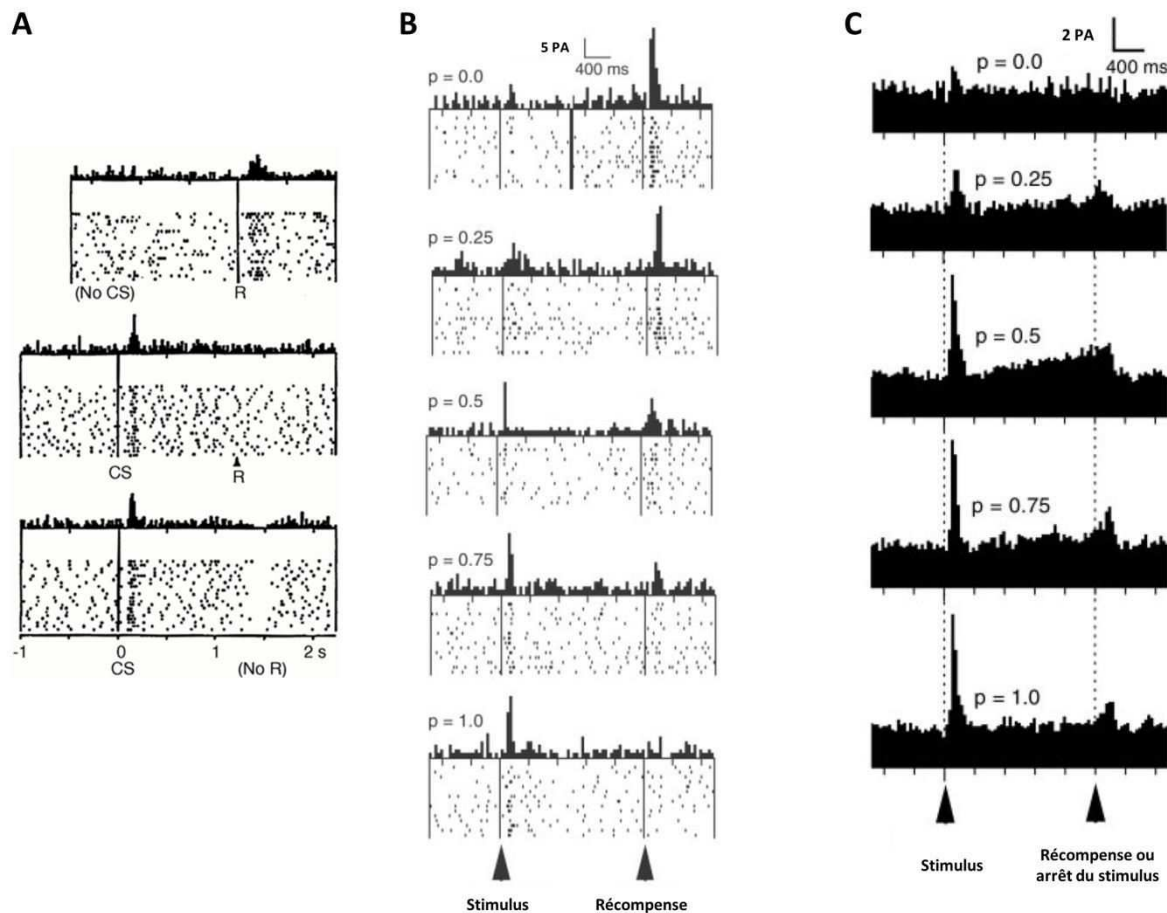 A
(No CS)
R
CS
R
-1
0
1
2 s
CS
(No R)
B
5 PA
400 ms
p = 0.0
p = 0.25
p = 0.5
p = 0.75
p = 1.0
Stimulus
Récompense
C
2 PA
400 ms
p = 0.0
p = 0.25
p = 0.5
p = 0.75
p = 1.0
Stimulus
Récompense ou
arrêt du stimulus